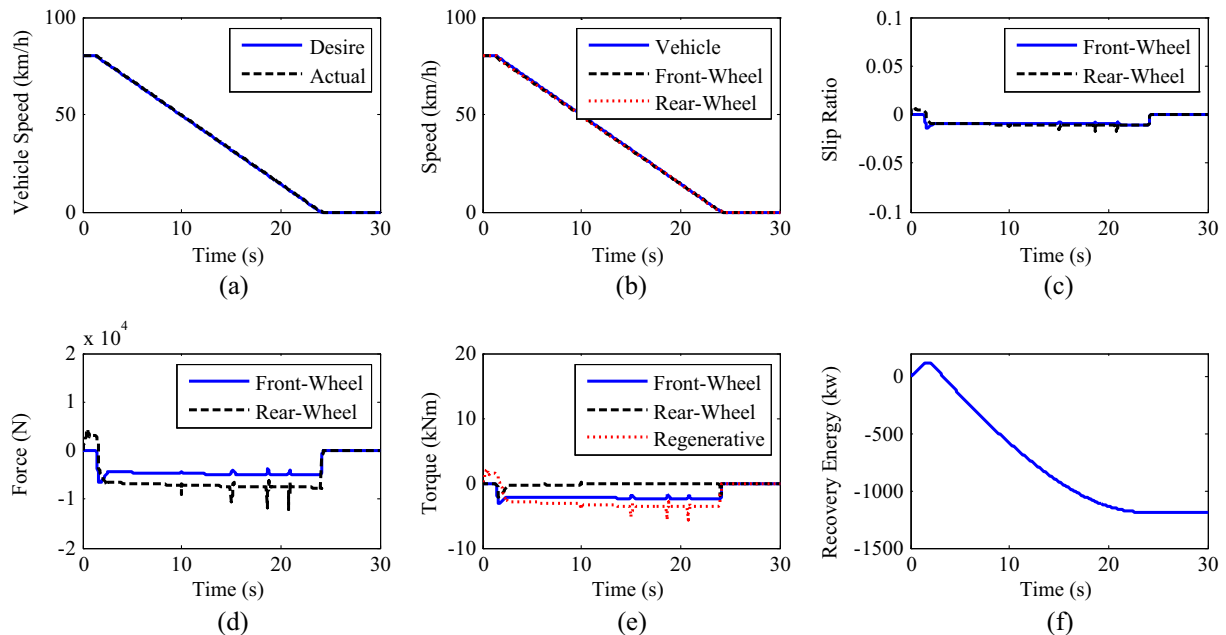 Vehicle Speed (km/h)
100
50
0
Desire
Actual
0 10 20 30
Time (s)
(a)
Speed (km/h)
100
50
0
Vehicle
Front-Wheel
Rear-Wheel
0 10 20 30
Time (s)
(b)
Slip Ratio
0.1
0.05
0
-0.05
-0.1
Front-Wheel
Rear-Wheel
0 10 20 30
Time (s)
(c)
x 10^4
Force (N)
2
1
0
-1
-2
Front-Wheel
Rear-Wheel
0 10 20 30
Time (s)
(d)
Torque (kNm)
20
10
0
-10
Front-Wheel
Rear-Wheel
Regenerative
0 10 20 30
Time (s)
(e)
Recovery Energy (kw)
0
-500
-1000
-1500
0 10 20 30
Time (s)
(f)